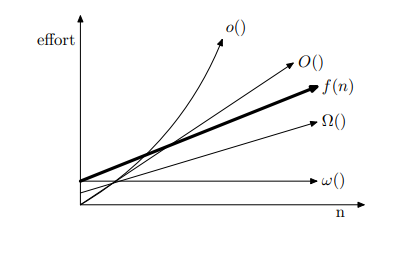 o()
effort
O()
f(n)
Ω()
ω()
n